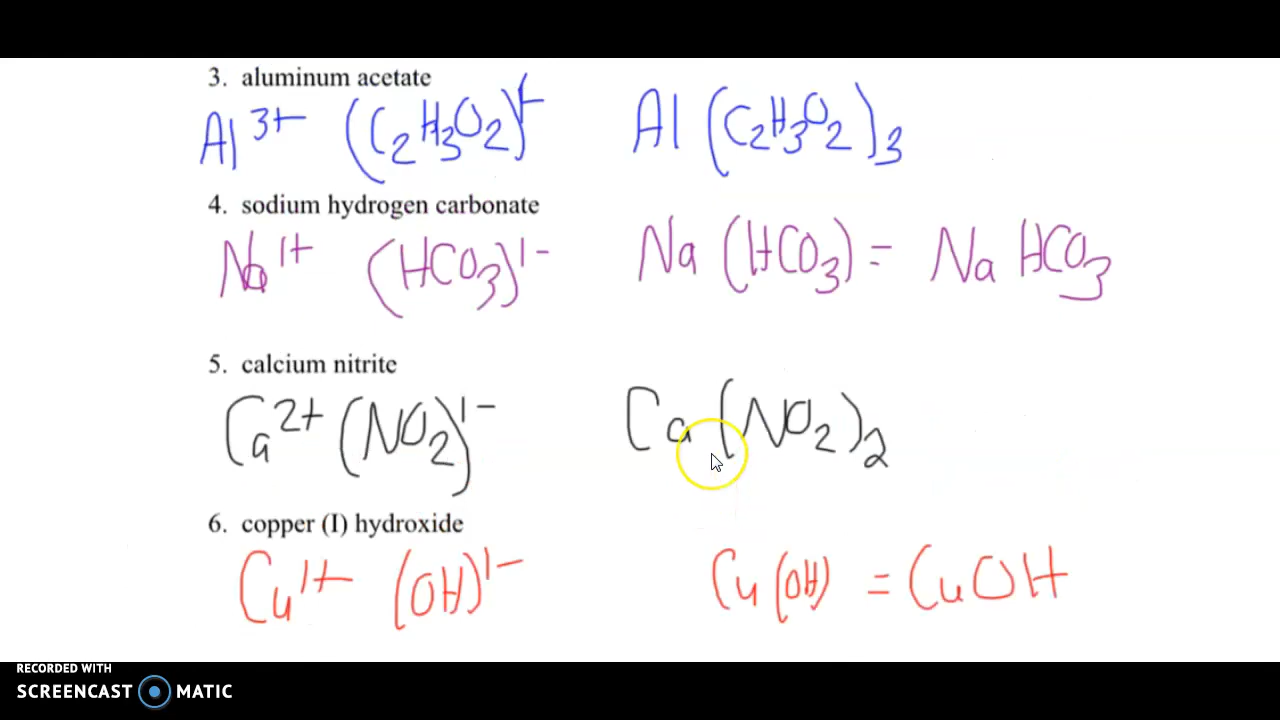 3. aluminum acetate
Al³⁺ (C₂H₃O₂)¹⁻ Al(C₂H₃O₂)₃
4. sodium hydrogen carbonate
Na¹⁺ (HCO₃)¹⁻ Na(HCO₃) = NaHCO₃
5. calcium nitrite
Ca²⁺ (NO₂)¹⁻ Ca(NO₂)₂
6. copper (I) hydroxide
Cu¹⁺ (OH)¹⁻ Cu(OH) = CuOH
RECORDED WITH
SCREENCAST MATIC